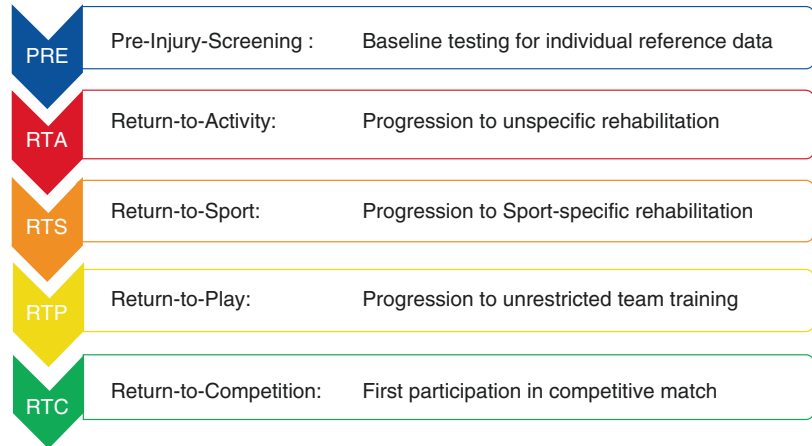 PRE Pre-Injury-Screening : Baseline testing for individual reference data
RTA Return-to-Activity: Progression to unspecific rehabilitation
RTS Return-to-Sport: Progression to Sport-specific rehabilitation
RTP Return-to-Play: Progression to unrestricted team training
RTC Return-to-Competition: First participation in competitive match